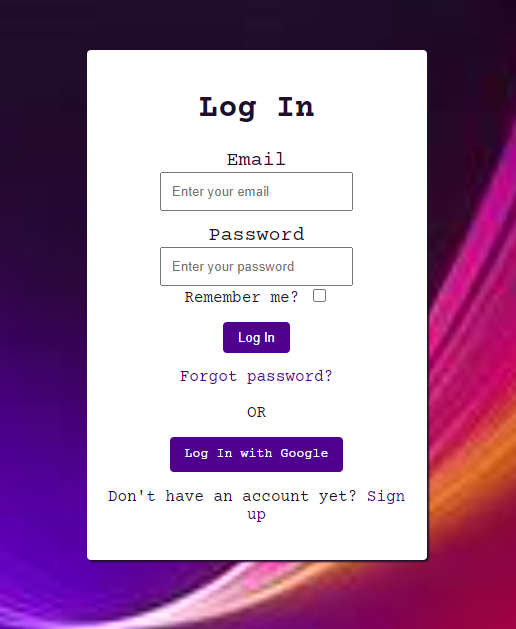 Log In
Email
Enter your email
Password
Enter your password
Remember me?
Log In
Forgot password?
OR
Log In with Google
Don't have an account yet? Sign
up